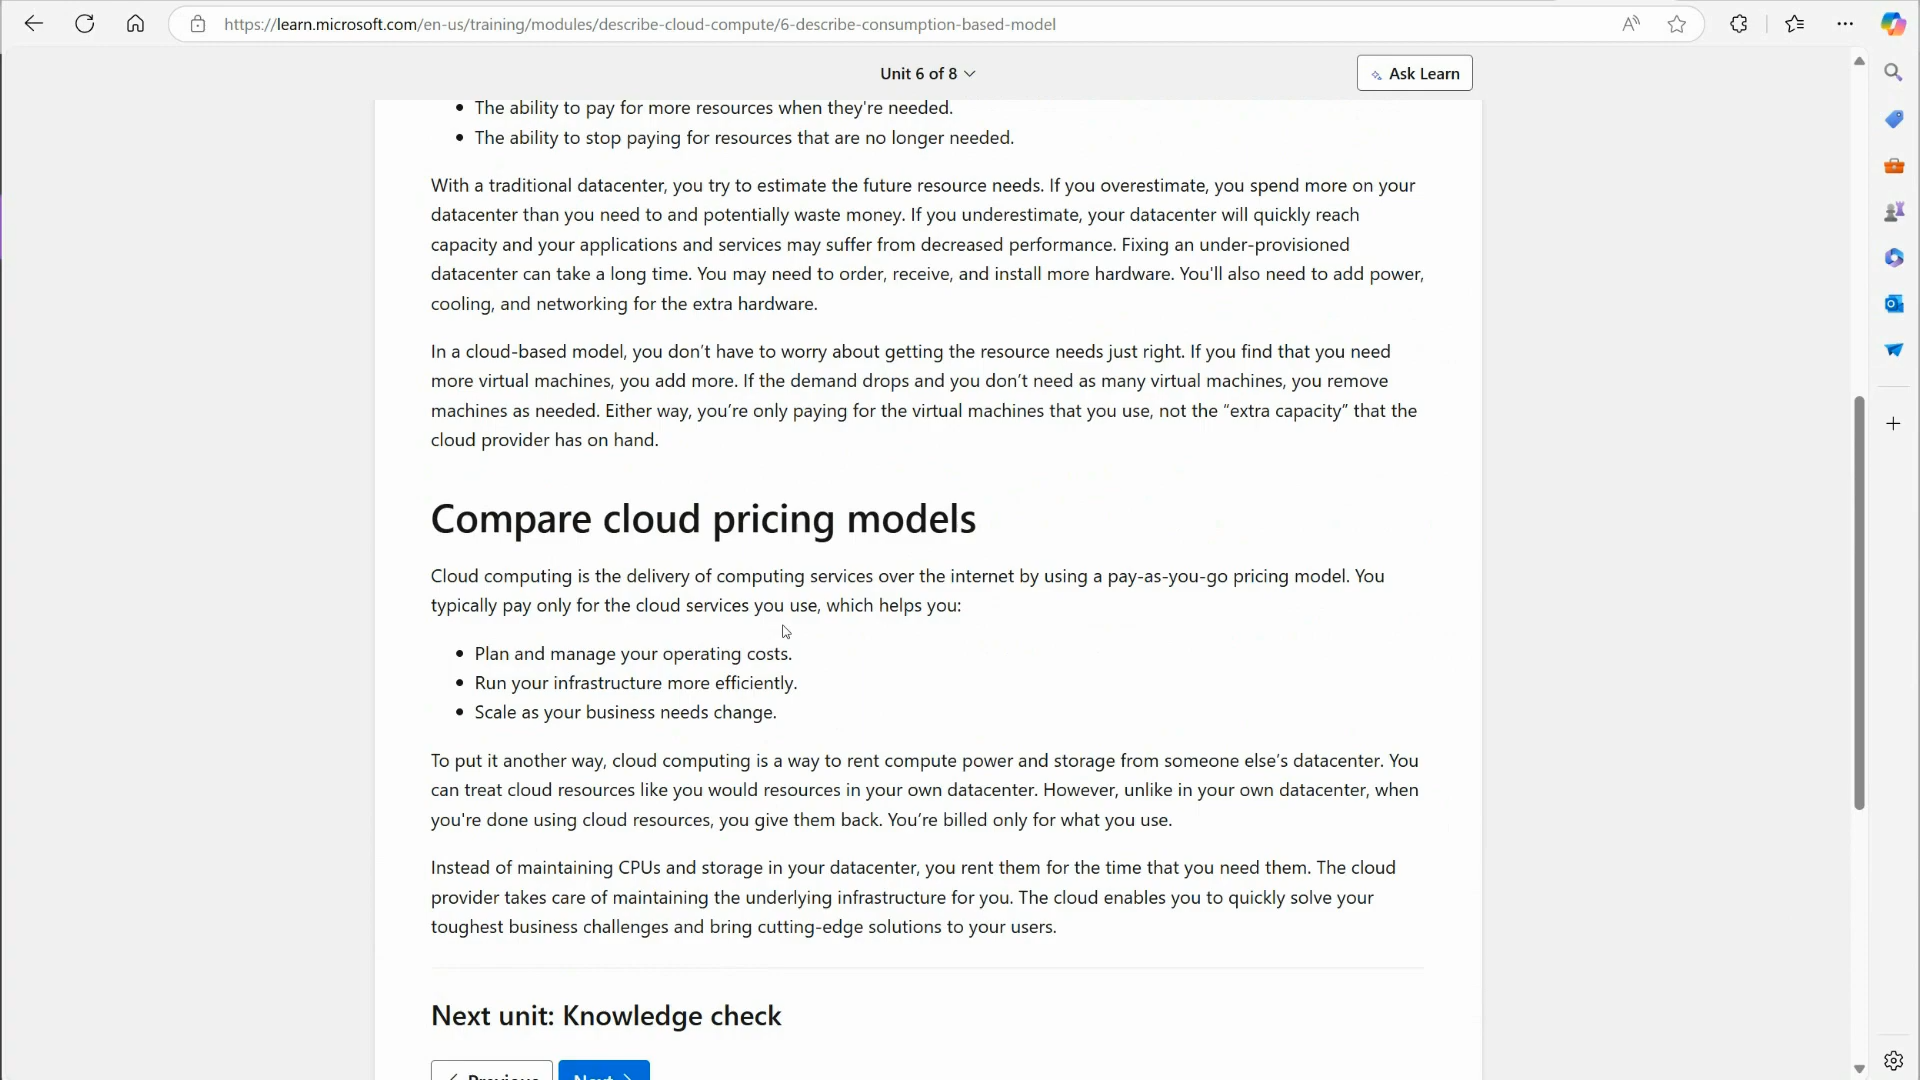 https://learn.microsoft.com/en-us/training/modules/describe-cloud-compute/6-describe-consumption-based-model
Unit 6 of 8
Ask Learn
• The ability to pay for more resources when they're needed.
• The ability to stop paying for resources that are no longer needed.
With a traditional datacenter, you try to estimate the future resource needs. If you overestimate, you spend more on your
datacenter than you need to and potentially waste money. If you underestimate, your datacenter will quickly reach
capacity and your applications and services may suffer from decreased performance. Fixing an under-provisioned
datacenter can take a long time. You may need to order, receive, and install more hardware. You'll also need to add power,
cooling, and networking for the extra hardware.
In a cloud-based model, you don’t have to worry about getting the resource needs just right. If you find that you need
more virtual machines, you add more. If the demand drops and you don’t need as many virtual machines, you remove
machines as needed. Either way, you’re only paying for the virtual machines that you use, not the “extra capacity” that the
cloud provider has on hand.
Compare cloud pricing models
Cloud computing is the delivery of computing services over the internet by using a pay-as-you-go pricing model. You
typically pay only for the cloud services you use, which helps you:
• Plan and manage your operating costs.
• Run your infrastructure more efficiently.
• Scale as your business needs change.
To put it another way, cloud computing is a way to rent compute power and storage from someone else’s datacenter. You
can treat cloud resources like you would resources in your own datacenter. However, unlike in your own datacenter, when
you're done using cloud resources, you give them back. You’re billed only for what you use.
Instead of maintaining CPUs and storage in your datacenter, you rent them for the time that you need them. The cloud
provider takes care of maintaining the underlying infrastructure for you. The cloud enables you to quickly solve your
toughest business challenges and bring cutting-edge solutions to your users.
Next unit: Knowledge check
Previous
Next